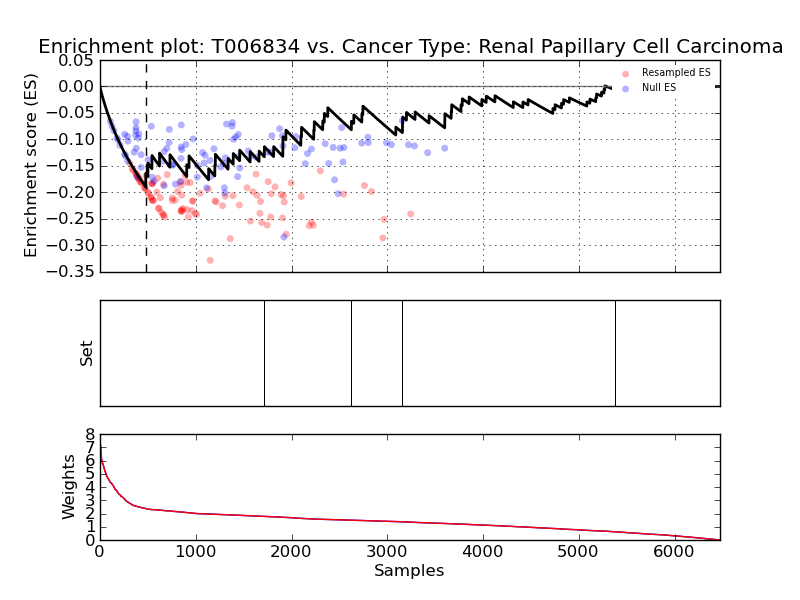 Enrichment plot: T006834 vs. Cancer Type: Renal Papillary Cell Carcinoma
0.05
0.00
−0.05
−0.10
−0.15
−0.20
−0.25
−0.30
−0.35
Enrichment score (ES)
Resampled ES
Null ES
Set
8
7
6
5
4
3
2
1
0
Weights
0 1000 2000 3000 4000 5000 6000
Samples